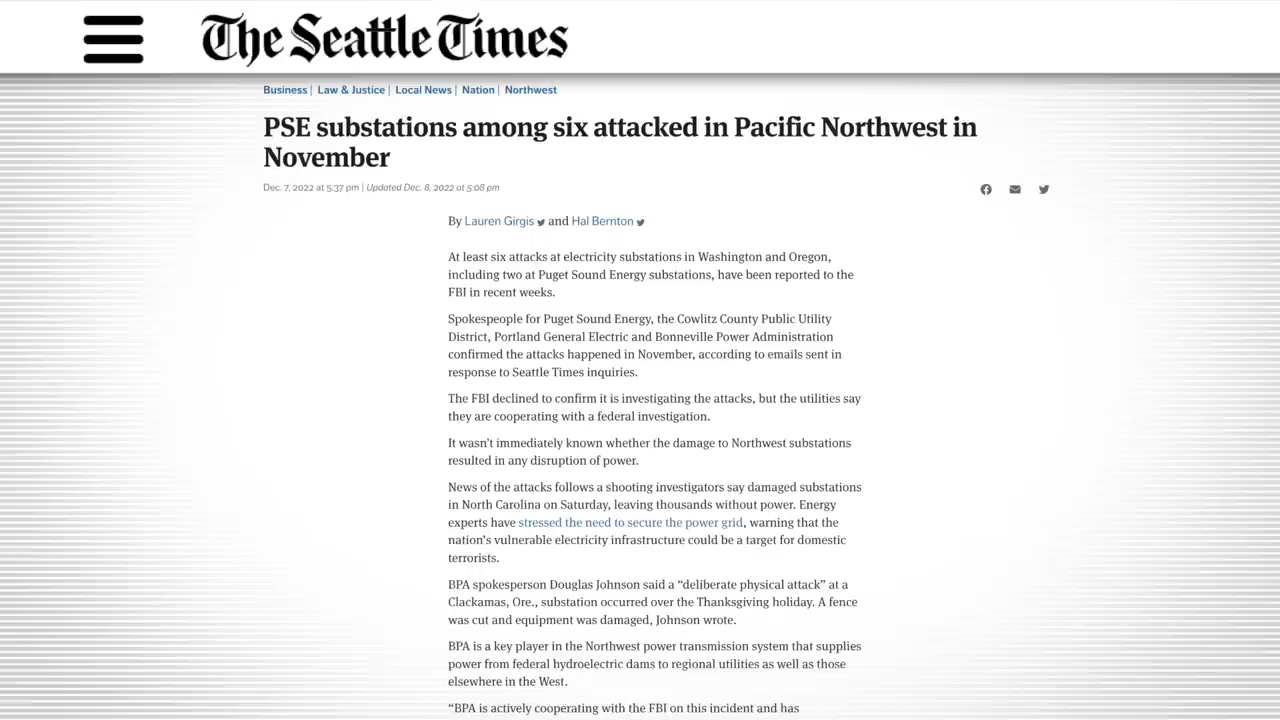 The Seattle Times
Business | Law & Justice | Local News | Nation | Northwest
PSE substations among six attacked in Pacific Northwest in
November
Dec. 7, 2022 at 5:37 pm | Updated Dec. 8, 2022 at 5:08 pm
By Lauren Girgis and Hal Bernton
At least six attacks at electricity substations in Washington and Oregon,
including two at Puget Sound Energy substations, have been reported to the
FBI in recent weeks.
Spokespeople for Puget Sound Energy, the Cowlitz County Public Utility
District, Portland General Electric and Bonneville Power Administration
confirmed the attacks happened in November, according to emails sent in
response to Seattle Times inquiries.
The FBI declined to confirm it is investigating the attacks, but the utilities say
they are cooperating with a federal investigation.
It wasn’t immediately known whether the damage to Northwest substations
resulted in any disruption of power.
News of the attacks follows a shooting investigators say damaged substations
in North Carolina on Saturday, leaving thousands without power. Energy
experts have stressed the need to secure the power grid, warning that the
nation’s vulnerable electricity infrastructure could be a target for domestic
terrorists.
BPA spokesperson Douglas Johnson said a “deliberate physical attack” at a
Clackamas, Ore., substation occurred over the Thanksgiving holiday. A fence
was cut and equipment was damaged, Johnson wrote.
BPA is a key player in the Northwest power transmission system that supplies
power from federal hydroelectric dams to regional utilities as well as those
elsewhere in the West.
“BPA is actively cooperating with the FBI on this incident and has